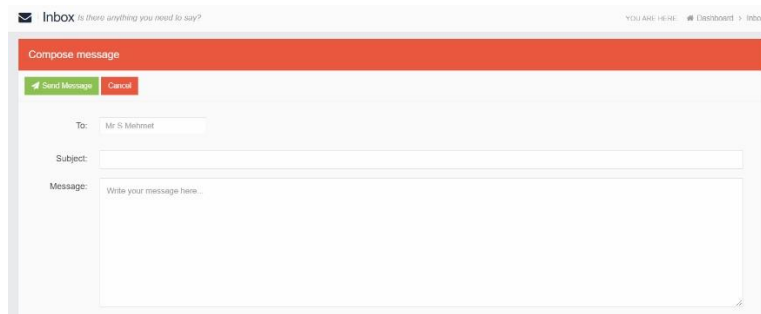 Inbox Is there anything you need to say?
YOU ARE HERE: Dashboard > Inbo
Compose message
Send Message Cancel
To: Mr S Mehmet
Subject:
Message: Write your message here..